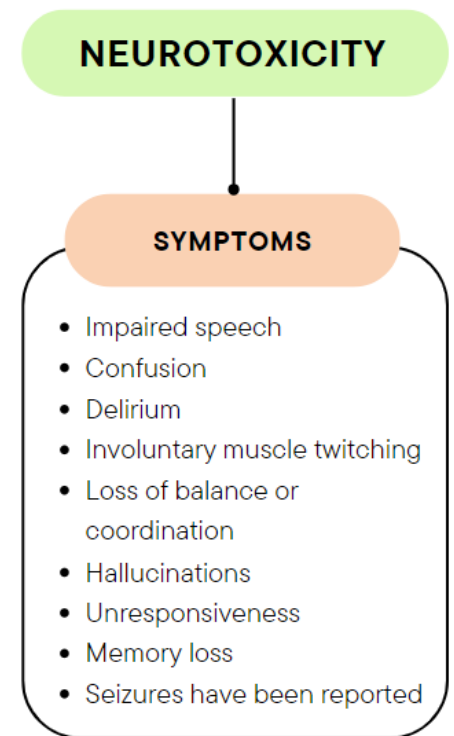 NEUROTOXICITY
SYMPTOMS
• Impaired speech
• Confusion
• Delirium
• Involuntary muscle twitching
• Loss of balance or
coordination
• Hallucinations
• Unresponsiveness
• Memory loss
• Seizures have been reported